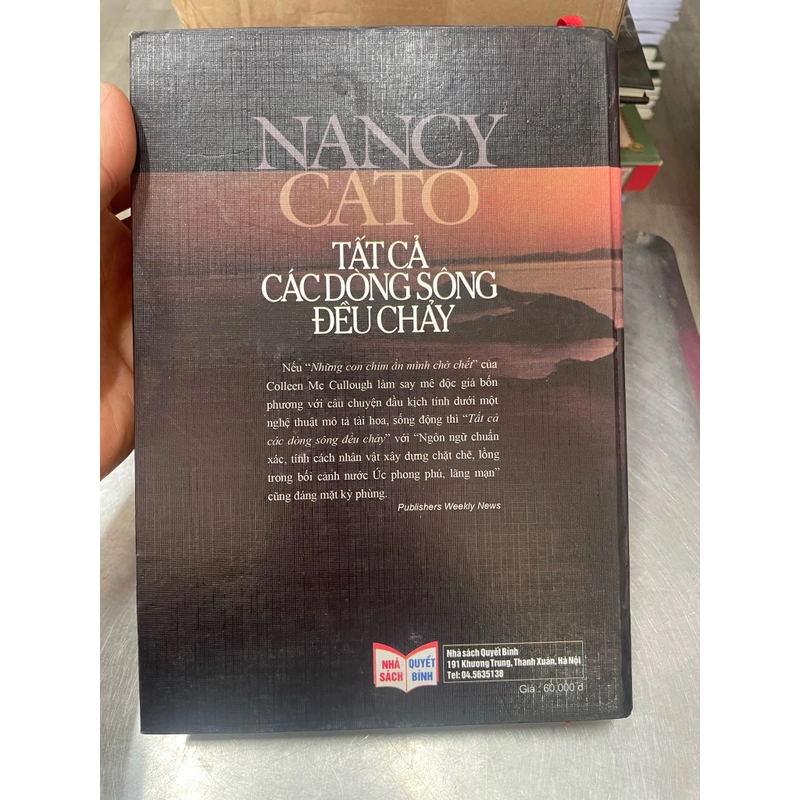 NANCY
CATO
TẤT CẢ
CÁC DÒNG SÔNG
ĐỀU CHẢY
Nếu “Những con chim ẩn mình chờ chết” của
Colleen Mc Cullough làm say mê độc giả bốn
phương với câu chuyện đầu kịch tính dưới một
nghệ thuật mô tả tài hoa, sống động thì “Tất cả
các dòng sông đều chảy” với “Ngôn ngữ chuẩn
xác, tính cách nhân vật xây dựng chặt chẽ, lồng
trong bối cảnh nước Úc phong phú, lãng mạn”
cũng đáng mặt kỳ phùng.
Publishers Weekly News
NHÀ SÁCH QUYẾT BÍNH
Nhà sách Quyết Bính
191 Khương Trung, Thanh Xuân, Hà Nội
Tel: 04.5635138
Giá : 60.000 đ